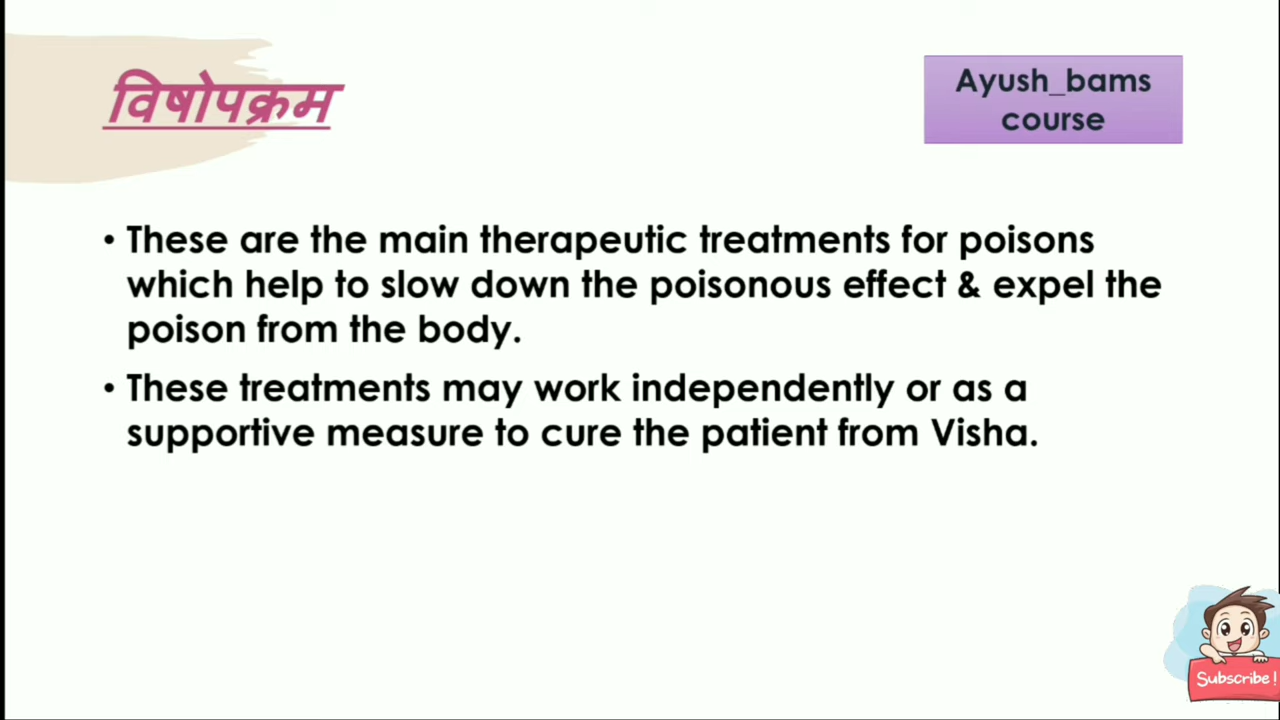 विषोपक्रम
Ayush_bams
course
• These are the main therapeutic treatments for poisons
which help to slow down the poisonous effect & expel the
poison from the body.
• These treatments may work independently or as a
supportive measure to cure the patient from Visha.
Subscribe!